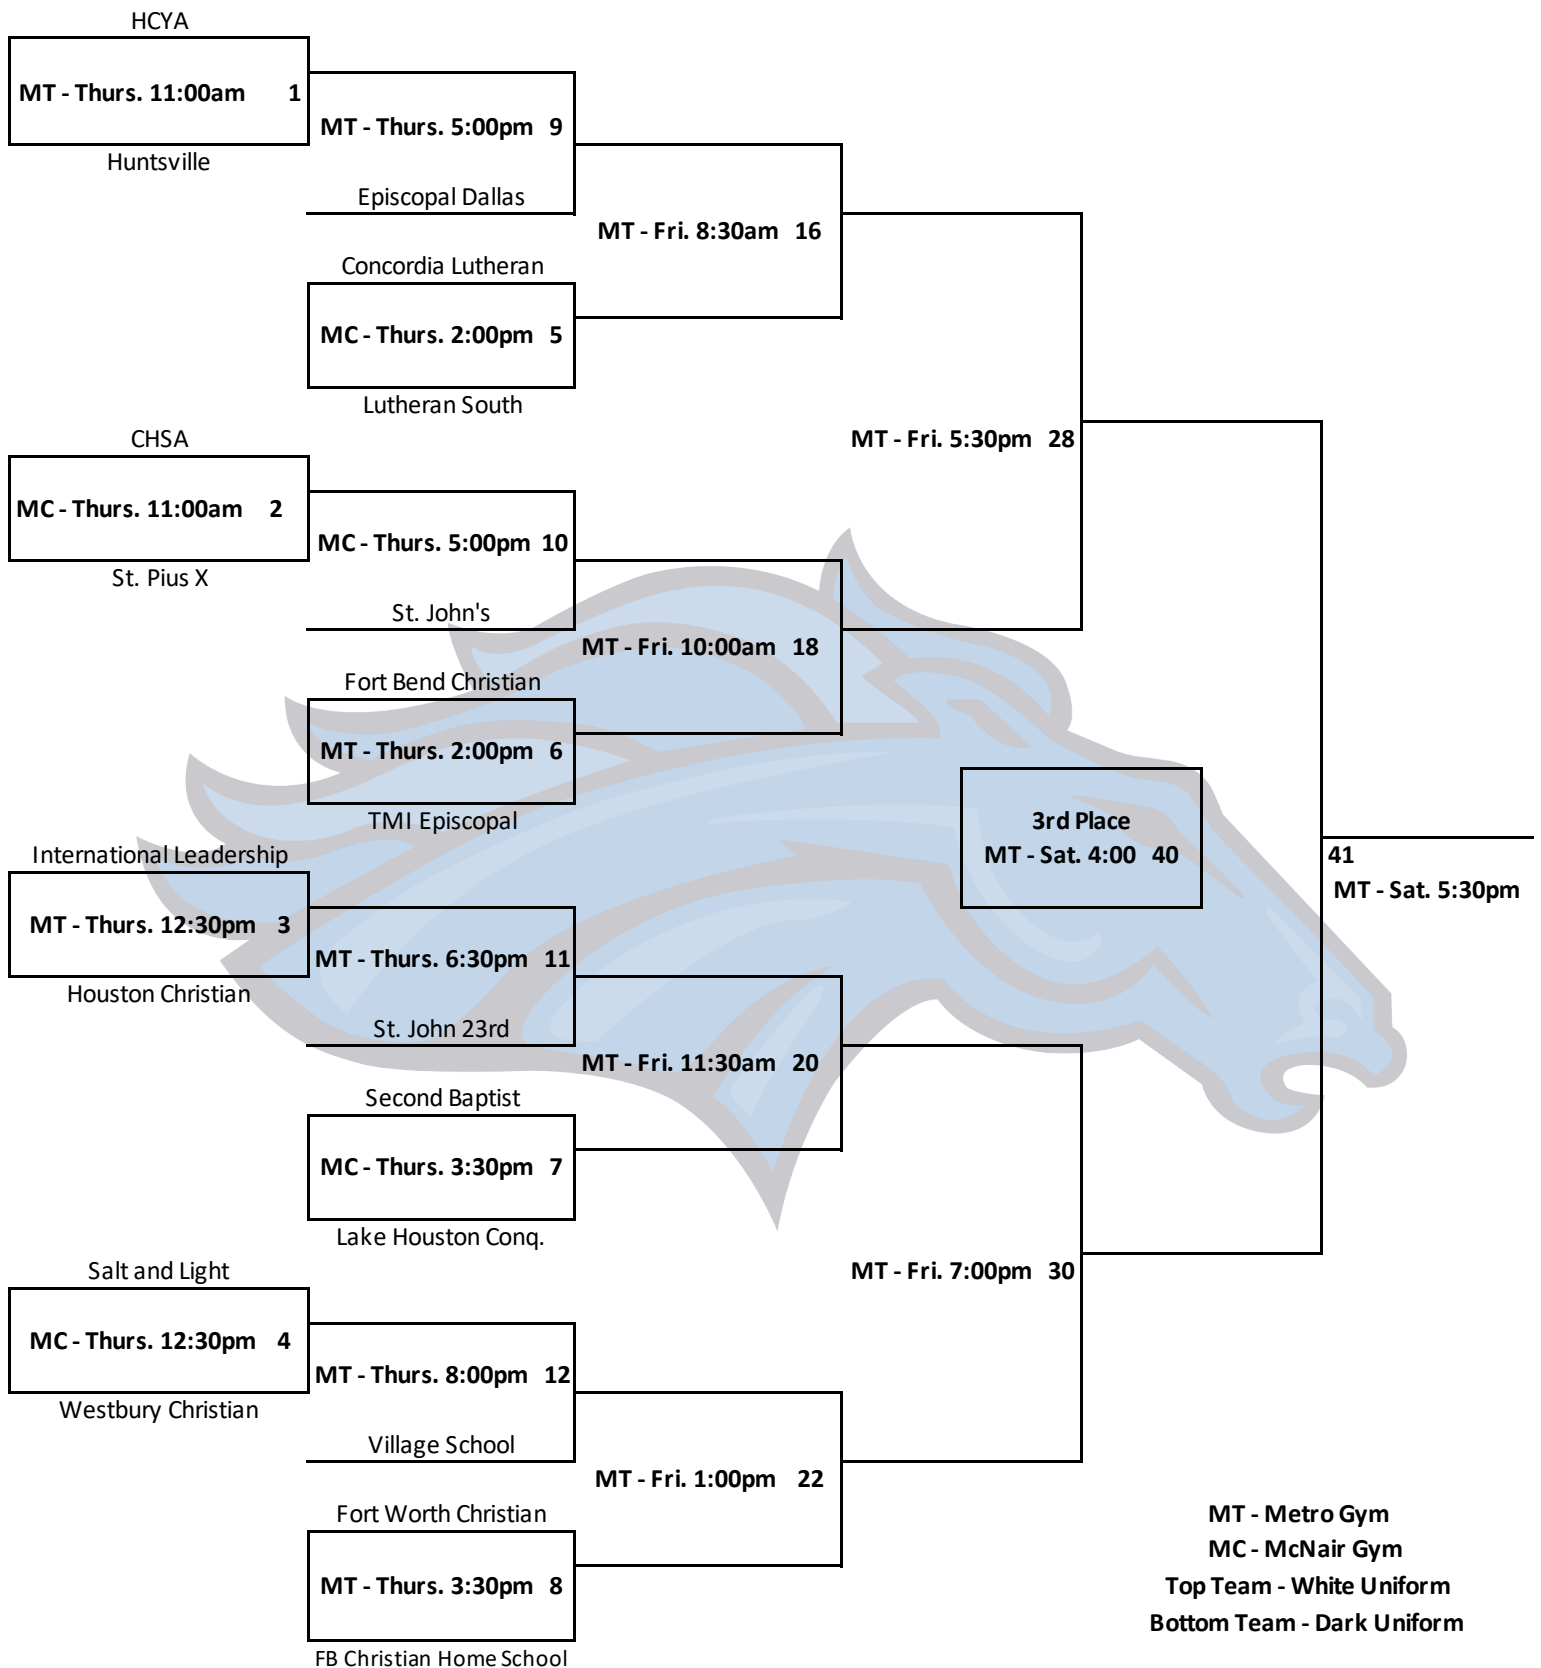 HCYA
MT - Thurs. 11:00am 1
MT - Thurs. 5:00pm 9
Huntsville
Episcopal Dallas
MT - Fri. 8:30am 16
Concordia Lutheran
MC - Thurs. 2:00pm 5
Lutheran South
CHSA
MT - Fri. 5:30pm 28
MC - Thurs. 11:00am 2
MC - Thurs. 5:00pm 10
St. Pius X
St. John's
MT - Fri. 10:00am 18
Fort Bend Christian
MT - Thurs. 2:00pm 6
TMI Episcopal
3rd Place
MT - Sat. 4:00 40
International Leadership
41
MT - Sat. 5:30pm
MT - Thurs. 12:30pm 3
MT - Thurs. 6:30pm 11
Houston Christian
St. John 23rd
MT - Fri. 11:30am 20
Second Baptist
MC - Thurs. 3:30pm 7
Lake Houston Conq.
Salt and Light
MT - Fri. 7:00pm 30
MC - Thurs. 12:30pm 4
MT - Thurs. 8:00pm 12
Westbury Christian
Village School
MT - Fri. 1:00pm 22
Fort Worth Christian
MT - Thurs. 3:30pm 8
FB Christian Home School
MT - Metro Gym
MC - McNair Gym
Top Team - White Uniform
Bottom Team - Dark Uniform